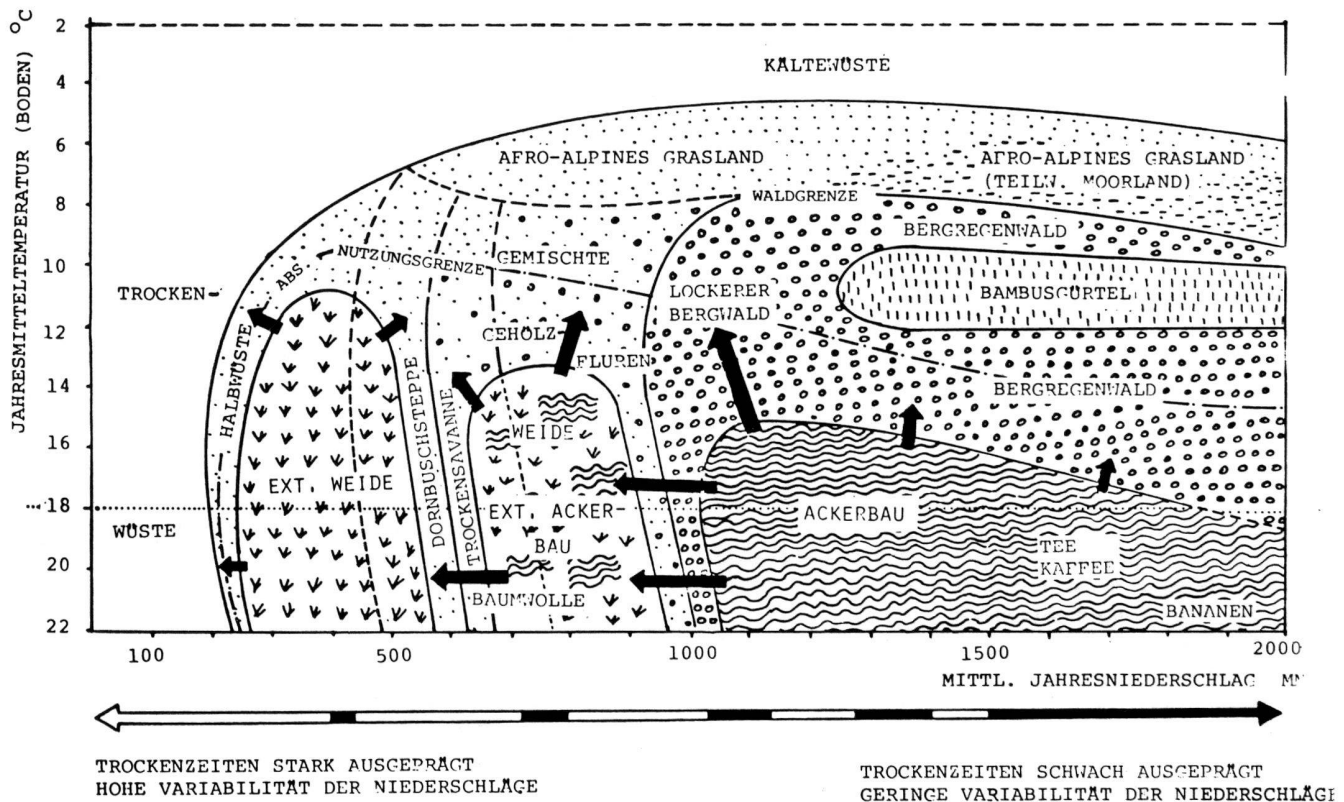 °C
JAHRESMITTELTEMPERATUR (BODEN)
2
4
6
8
10
12
14
16
18
20
22
KÄLTEWÜSTE
AFRO-ALPINES GRASLAND
AFRO-ALPINES GRASLAND
(TEILW. MOORLAND)
WALDGRENZE
BERGREGENWALD
ABS. NUTZUNGSGRENZE
GEMISCHTE
GEHÖLZ-
FLUREN
TROCKEN-
LOCKERER
BERGWALD
BAMBUSGÜRTEL
BERGREGENWALD
HALBWÜSTE
DORNBUSCHSTEPPE
TROCKENSAVANNE
WEIDE
EXT. WEIDE
EXT. ACKER-
BAU
ACKERBAU
WÜSTE
TEE
KAFFEE
BAUMWOLLE
BANANEN
100
500
1000
1500
2000
MITTL. JAHRESNIEDERSCHLAG
TROCKENZEITEN STARK AUSGEPRÄGT
HOHE VARIABILITÄT DER NIEDERSCHLÄGE
TROCKENZEITEN SCHWACH AUSGEPRÄGT
GERINGE VARIABILITÄT DER NIEDERSCHLÄGE